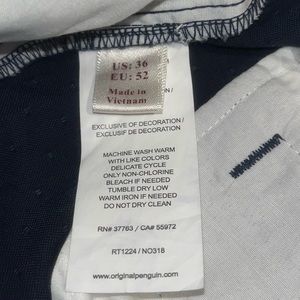 US: 36
EU: 52
Made in
Vietnam
EXCLUSIVE OF DECORATION /
EXCLUSIF DE DÉCORATION
MACHINE WASH WARM
WITH LIKE COLORS
DELICATE CYCLE
ONLY NON-CHLORINE
BLEACH IF NEEDED
TUMBLE DRY LOW
WARM IRON IF NEEDED
DO NOT DRY CLEAN
RN# 37763 / CA# 55972
RT1224 / NO318
www.originalpenguin.com